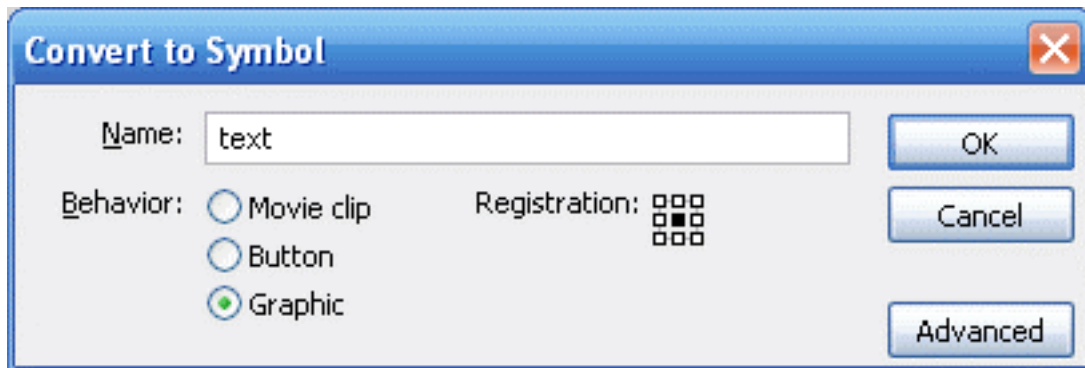 Convert to Symbol
Name: text OK
Behavior: Movie clip Registration: Cancel
Button
Graphic
Advanced